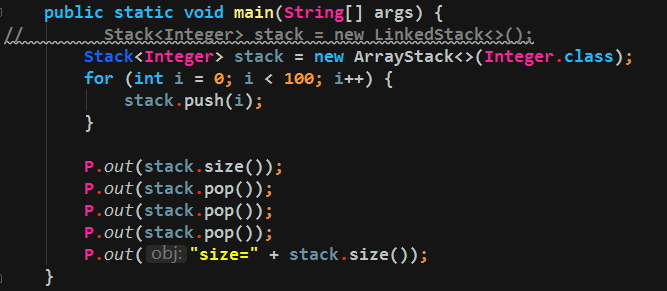 public static void main(String[] args) {
// Stack<Integer> stack = new LinkedStack<>();
Stack<Integer> stack = new ArrayStack<>(Integer.class);
for (int i = 0; i < 100; i++) {
stack.push(i);
}
P.out(stack.size());
P.out(stack.pop());
P.out(stack.pop());
P.out(stack.pop());
P.out( obj: "size=" + stack.size());
}